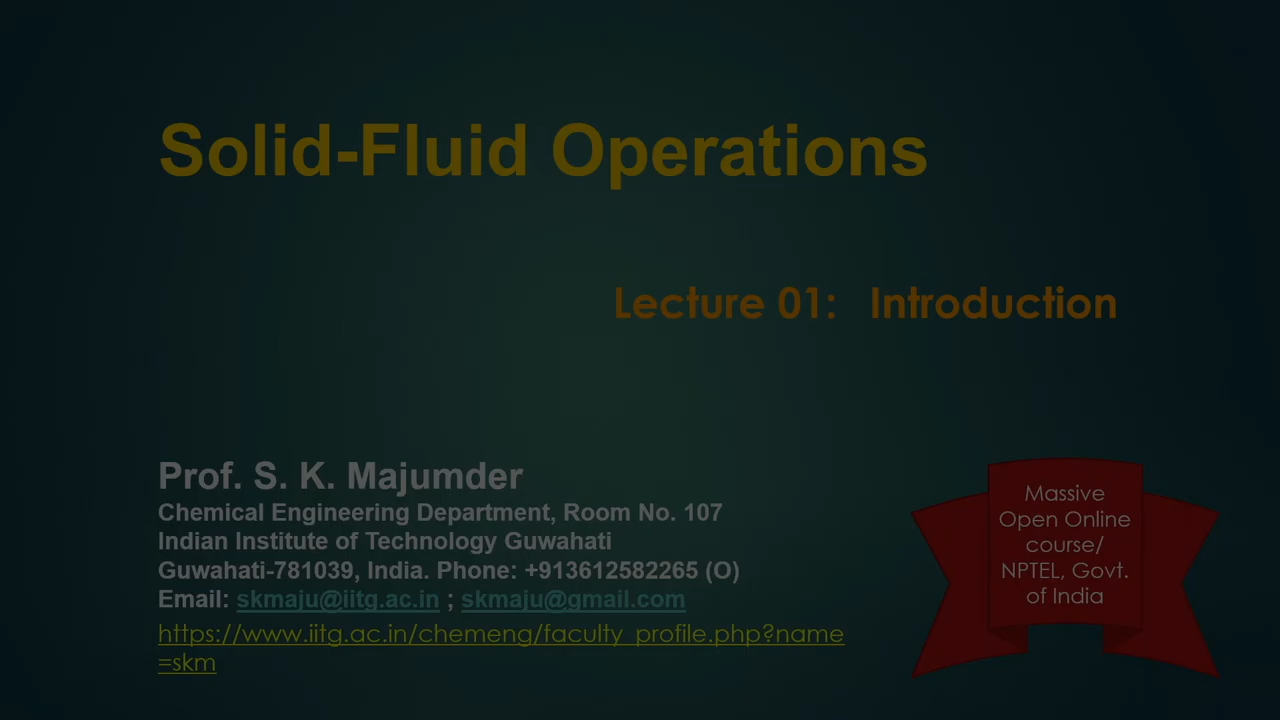 Solid-Fluid Operations
Lecture 01: Introduction
Prof. S. K. Majumder
Chemical Engineering Department, Room No. 107
Indian Institute of Technology Guwahati
Guwahati-781039, India. Phone: +913612582265 (O)
Email: skmaju@iitg.ac.in ; skmaju@gmail.com
https://www.iitg.ac.in/chemeng/faculty_profile.php?name
=skm
Massive
Open Online
course/
NPTEL, Govt.
of India